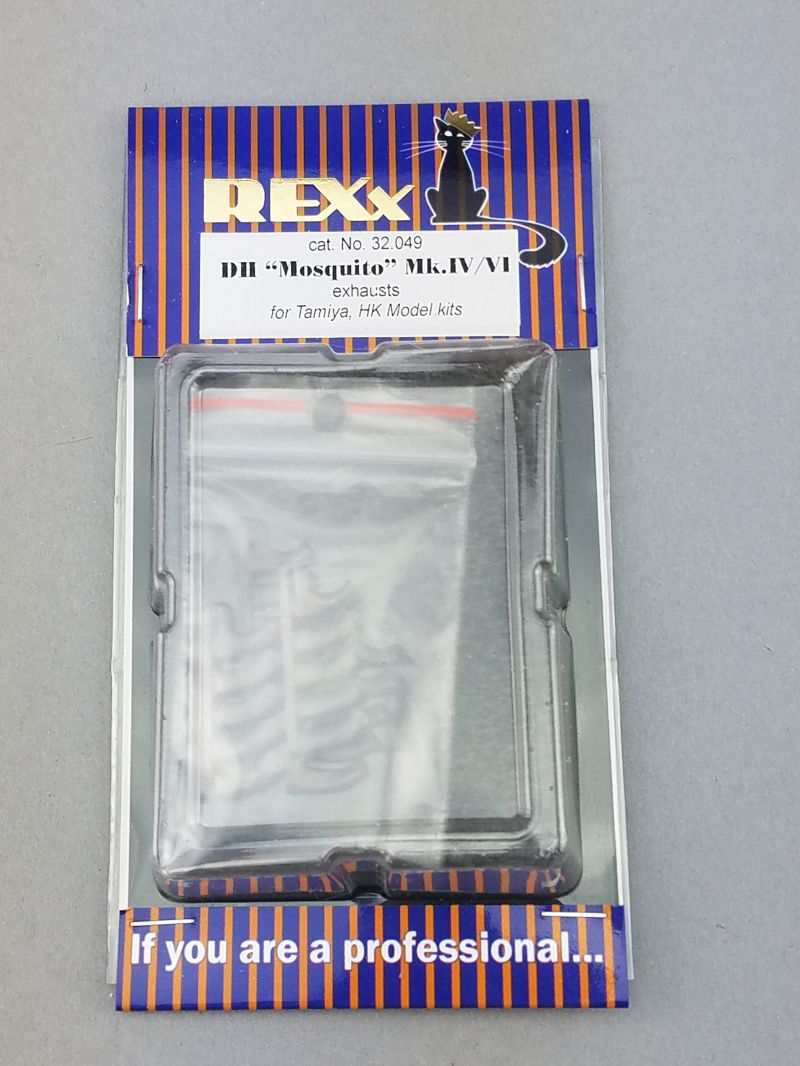 REXx
cat. No. 32.049
DH “Mosquito” Mk.IV/VI
exhausts
for Tamiya, HK Model kits
If you are a professional...